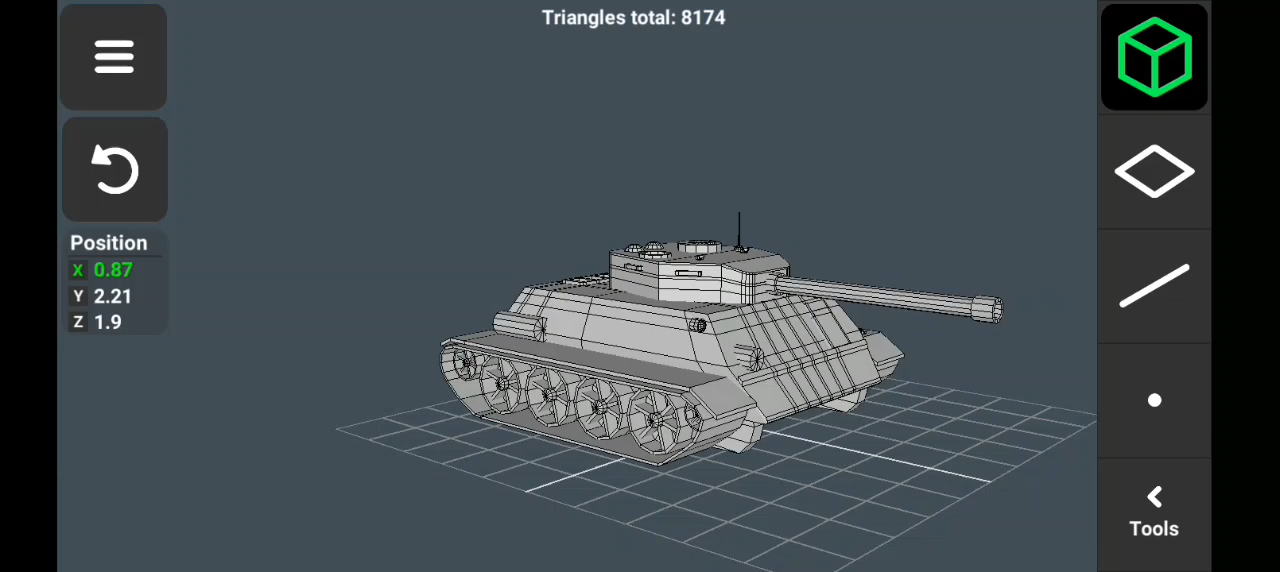 Triangles total: 8174
Position
X 0.87
Y 2.21
Z 1.9
Tools